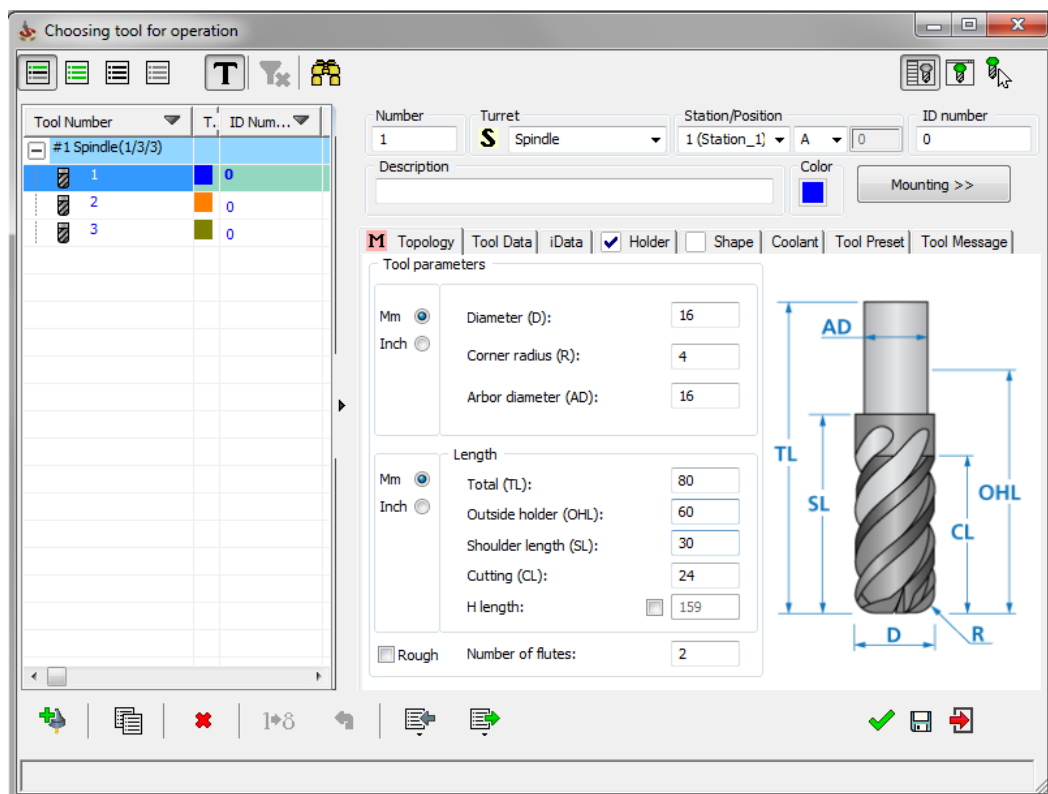 Choosing tool for operation
T
Tool Number T. ID Num...
#1 Spindle(1/3/3)
1 0
2 0
3 0
Number Turret Station/Position ID number
1 S Spindle 1 (Station_1) A 0 0
Description Color
Mounting >>
M Topology Tool Data iData Holder Shape Coolant Tool Preset Tool Message
Tool parameters
Mm Diameter (D): 16
Inch Corner radius (R): 4
Arbor diameter (AD): 16
Length
Mm Total (TL): 80
Inch Outside holder (OHL): 60
Shoulder length (SL): 30
Cutting (CL): 24
H length: 159
Rough Number of flutes: 2
AD
TL
SL
OHL
CL
D
R
1→8